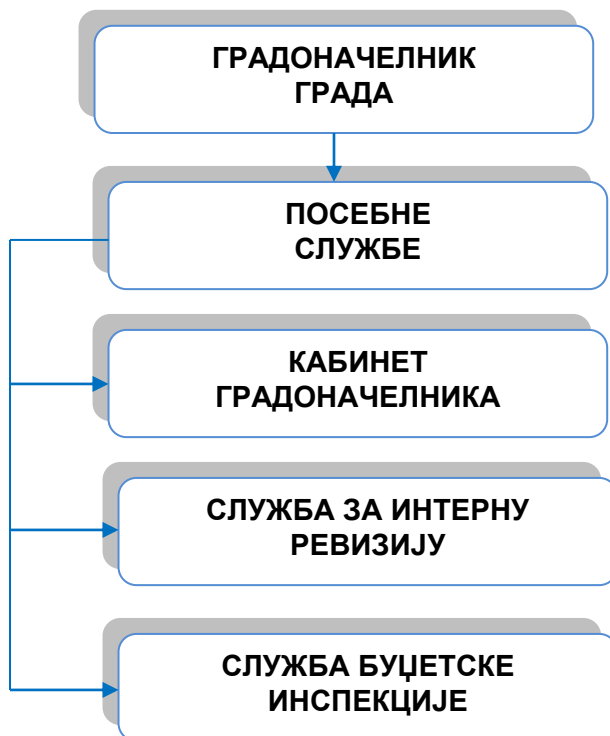 ГРАДОНАЧЕЛНИК
ГРАДА
ПОСЕБНЕ
СЛУЖБЕ
КАБИНЕТ
ГРАДОНАЧЕЛНИКА
СЛУЖБА ЗА ИНТЕРНУ
РЕВИЗИЈУ
СЛУЖБА БУЏЕТСКЕ
ИНСПЕКЦИЈЕ